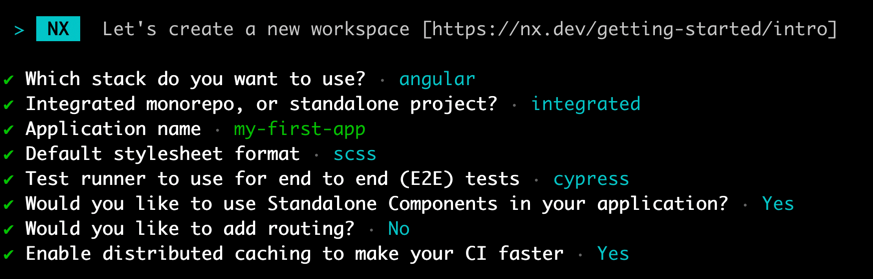 > NX Let's create a new workspace [https://nx.dev/getting-started/intro]
✔ Which stack do you want to use? · angular
✔ Integrated monorepo, or standalone project? · integrated
✔ Application name · my-first-app
✔ Default stylesheet format · scss
✔ Test runner to use for end to end (E2E) tests · cypress
✔ Would you like to use Standalone Components in your application? · Yes
✔ Would you like to add routing? · No
✔ Enable distributed caching to make your CI faster · Yes